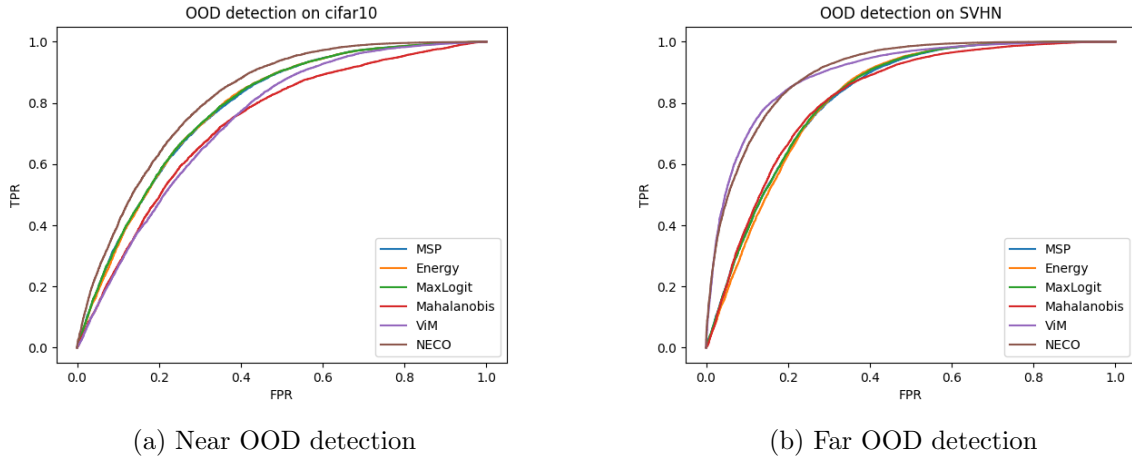 OOD detection on cifar10
1.0
0.8
0.6
0.4
0.2
0.0
TPR
MSP
Energy
MaxLogit
Mahalanobis
ViM
NECO
0.0 0.2 0.4 0.6 0.8 1.0
FPR
(a) Near OOD detection
OOD detection on SVHN
1.0
0.8
0.6
0.4
0.2
0.0
TPR
MSP
Energy
MaxLogit
Mahalanobis
ViM
NECO
0.0 0.2 0.4 0.6 0.8 1.0
FPR
(b) Far OOD detection